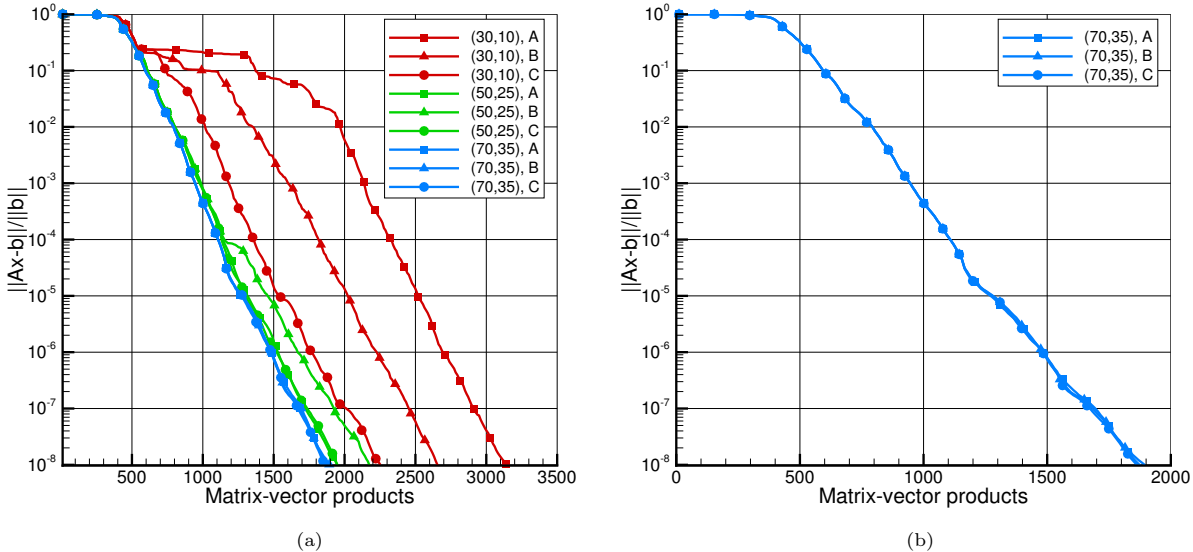 10^0
10^-1
10^-2
10^-3
10^-4
10^-5
10^-6
10^-7
10^-8
||Ax-b||/||b||
0 500 1000 1500 2000 2500 3000 3500
Matrix-vector products
(30,10), A
(30,10), B
(30,10), C
(50,25), A
(50,25), B
(50,25), C
(70,35), A
(70,35), B
(70,35), C
(a)
10^0
10^-1
10^-2
10^-3
10^-4
10^-5
10^-6
10^-7
10^-8
||Ax-b||/||b||
0 500 1000 1500 2000
Matrix-vector products
(70,35), A
(70,35), B
(70,35), C
(b)